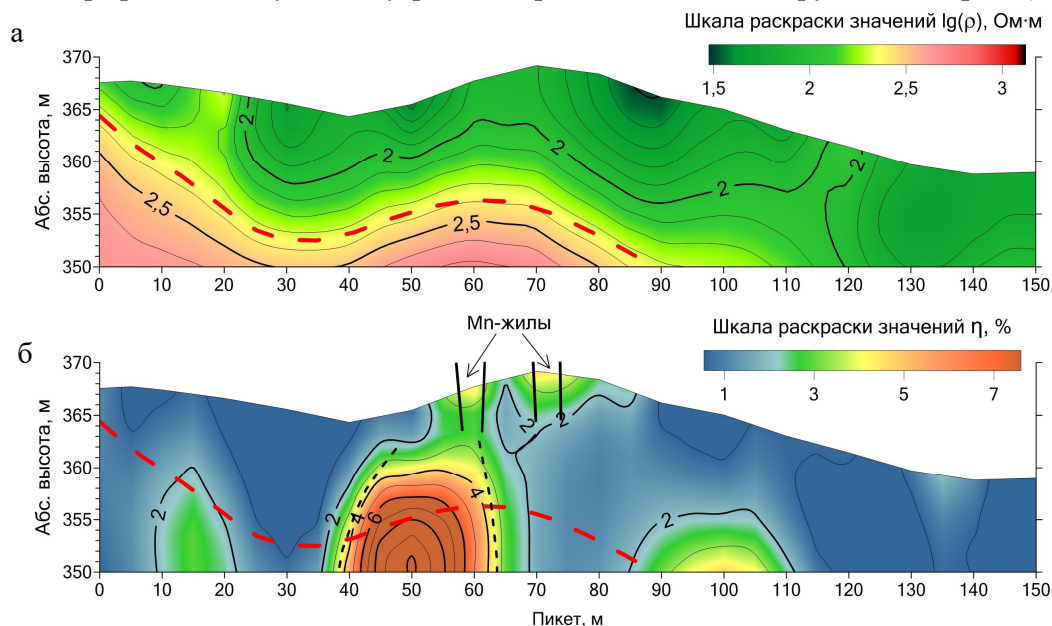 Шкала раскраски значений lg(ρ), Ом·м
а
1,5 2 2,5 3
Абс. высота, м
370
365
360
355
350
2 2 2 2 2
2,5 2,5
0 10 20 30 40 50 60 70 80 90 100 110 120 130 140 150
Mn-жилы
Шкала раскраски значений η, %
б
1 3 5 7
Абс. высота, м
370
365
360
355
350
2 2 4 6 4 2 2 2
0 10 20 30 40 50 60 70 80 90 100 110 120 130 140 150
Пикет, м